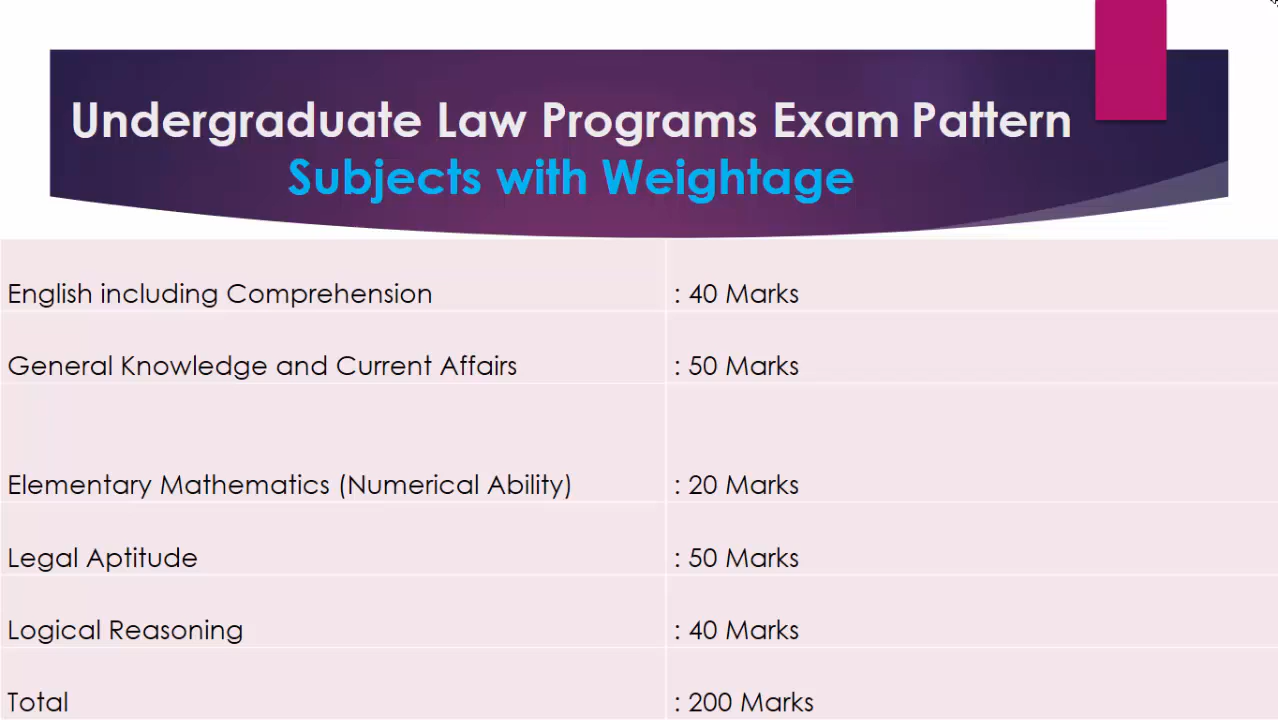 Undergraduate Law Programs Exam Pattern
Subjects with Weightage
English including Comprehension : 40 Marks
General Knowledge and Current Affairs : 50 Marks
Elementary Mathematics (Numerical Ability) : 20 Marks
Legal Aptitude : 50 Marks
Logical Reasoning : 40 Marks
Total : 200 Marks